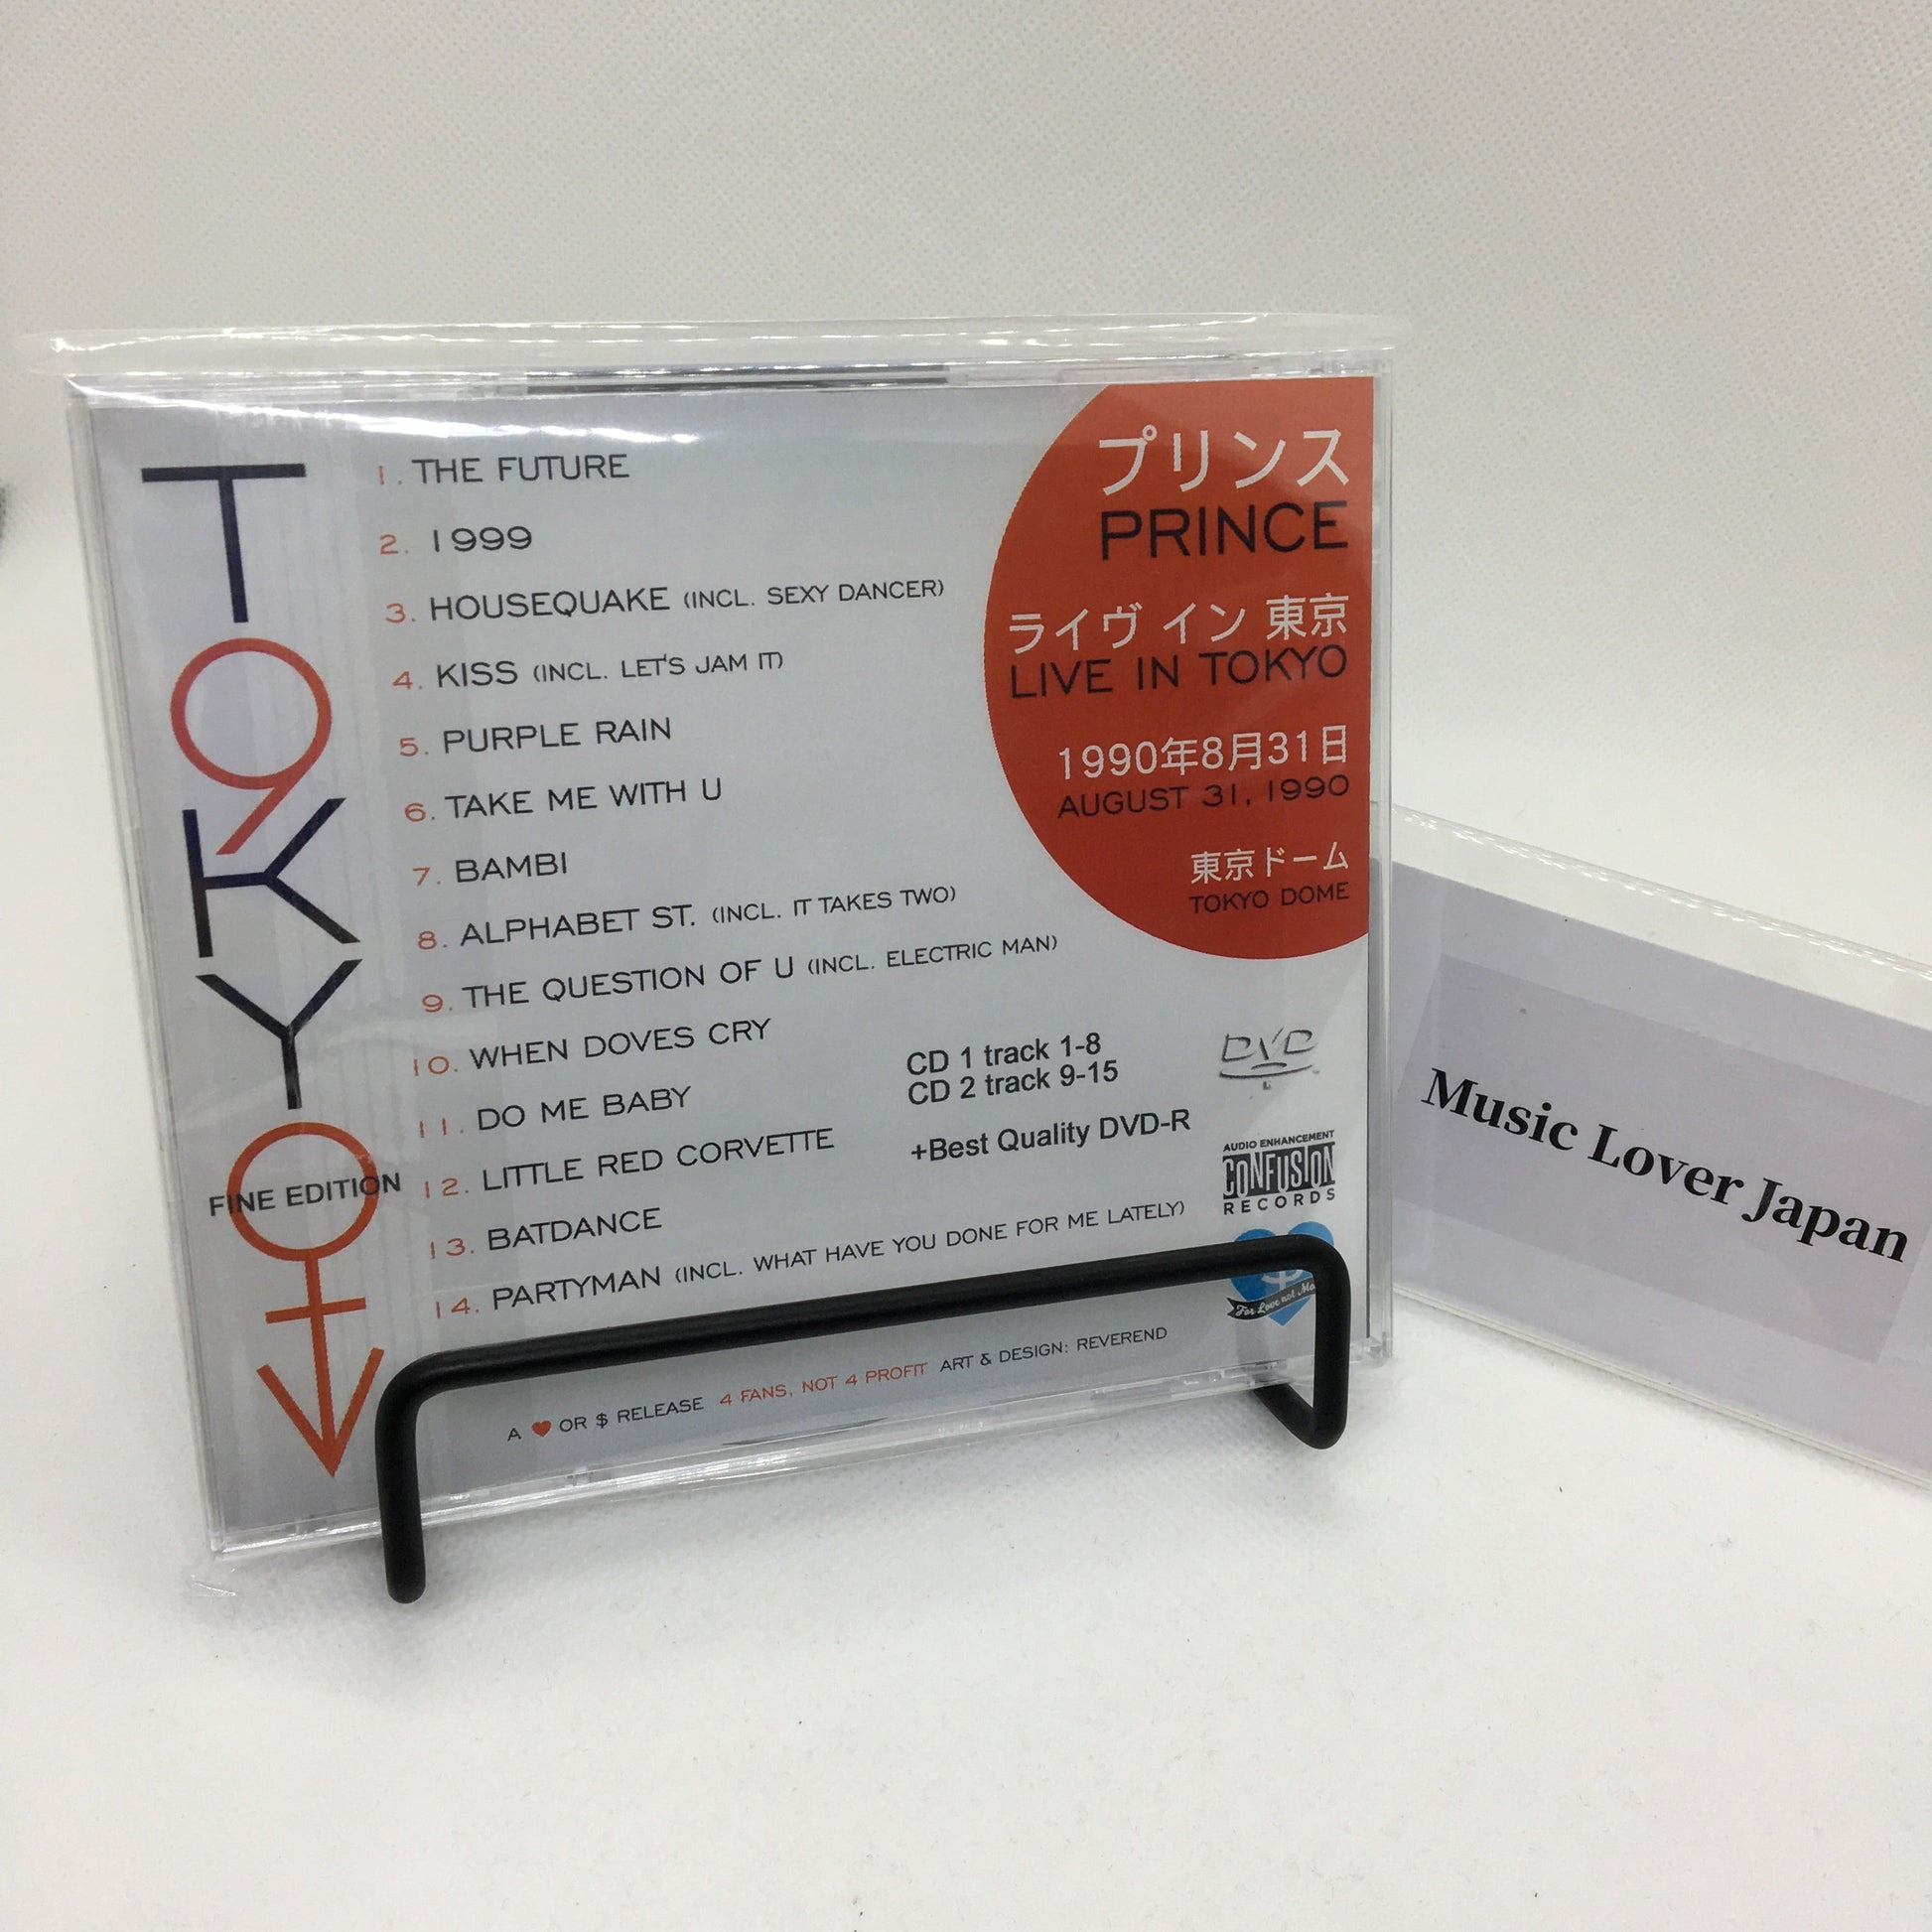 TOKYO
FINE EDITION
1. THE FUTURE
2. 1999
3. HOUSEQUAKE (INCL. SEXY DANCER)
4. KISS (INCL. LET'S JAM IT)
5. PURPLE RAIN
6. TAKE ME WITH U
7. BAMBI
8. ALPHABET ST. (INCL. IT TAKES TWO)
9. THE QUESTION OF U (INCL. ELECTRIC MAN)
10. WHEN DOVES CRY
11. DO ME BABY
12. LITTLE RED CORVETTE
13. BATDANCE
14. PARTYMAN (INCL. WHAT HAVE YOU DONE FOR ME LATELY)
プリンス
PRINCE
ライヴ イン 東京
LIVE IN TOKYO
1990年8月31日
AUGUST 31, 1990
東京ドーム
TOKYO DOME
CD 1 track 1-8
CD 2 track 9-15
+Best Quality DVD-R
DVD
AUDIO ENHANCEMENT
CONFUSION
RECORDS
$
For Love not
A ♥ OR $ RELEASE 4 FANS, NOT 4 PROFIT ART & DESIGN: REVEREND
Music Lover Japan